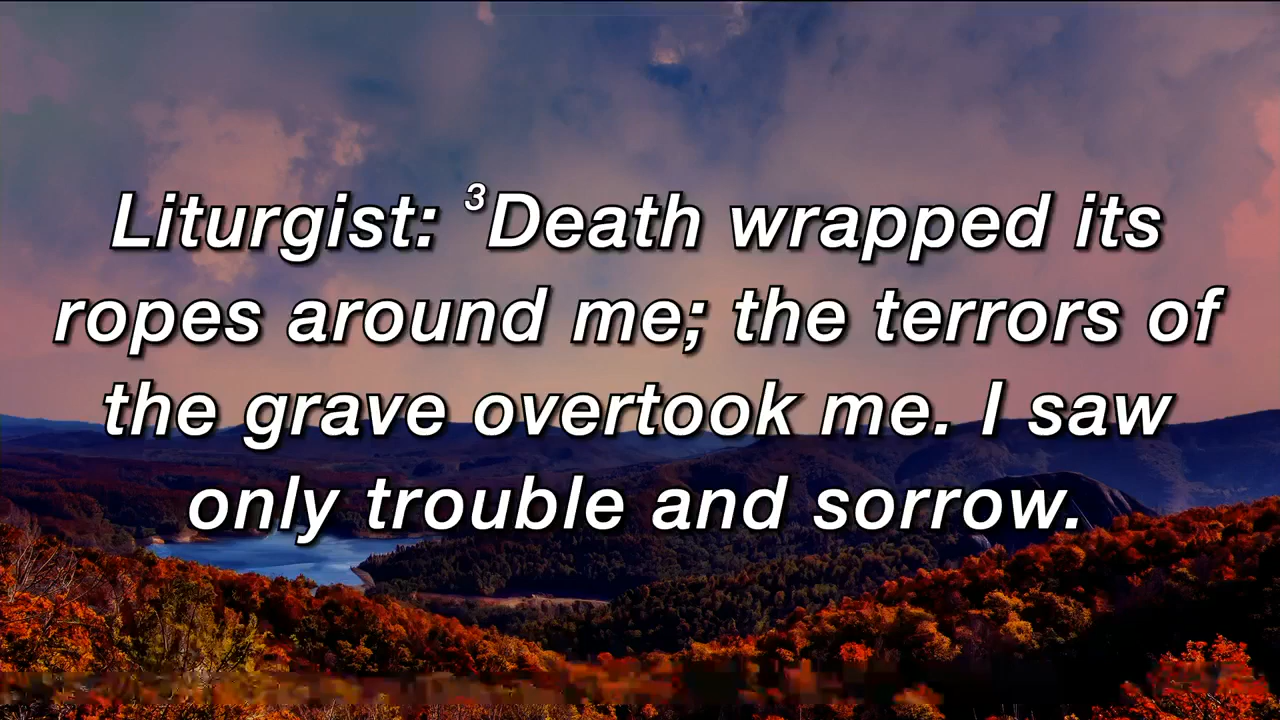 Liturgist: ³Death wrapped its
ropes around me; the terrors of
the grave overtook me. I saw
only trouble and sorrow.